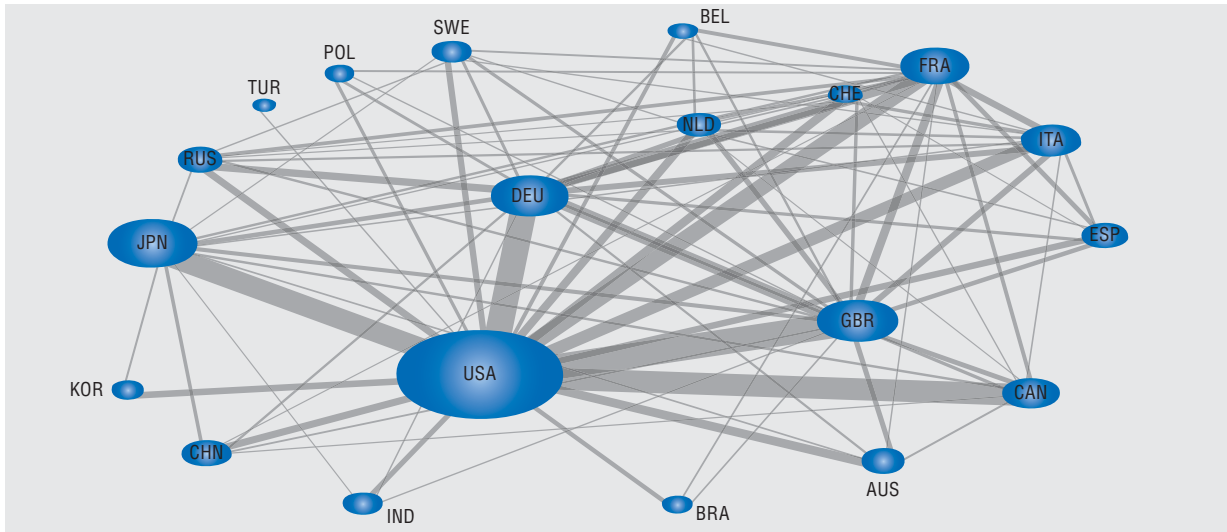 BEL
SWE
FRA
POL
CHE
TUR
NLD
ITA
RUS
DEU
JPN
ESP
GBR
USA
KOR
CAN
CHN
AUS
IND
BRA